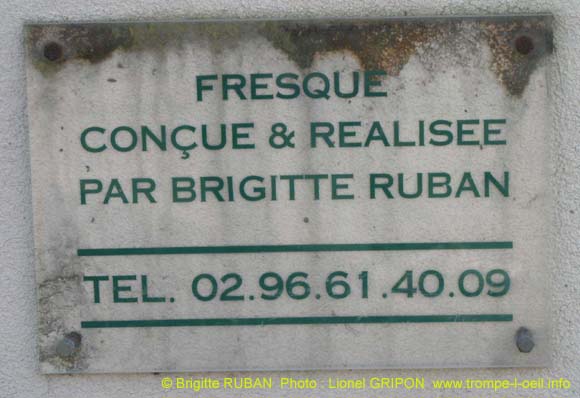 FRESQUE
CONÇUE & REALISEE
PAR BRIGITTE RUBAN
TEL. 02.96.61.40.09
© Brigitte RUBAN Photo : Lionel GRIPON www.trompe-l-oeil.info